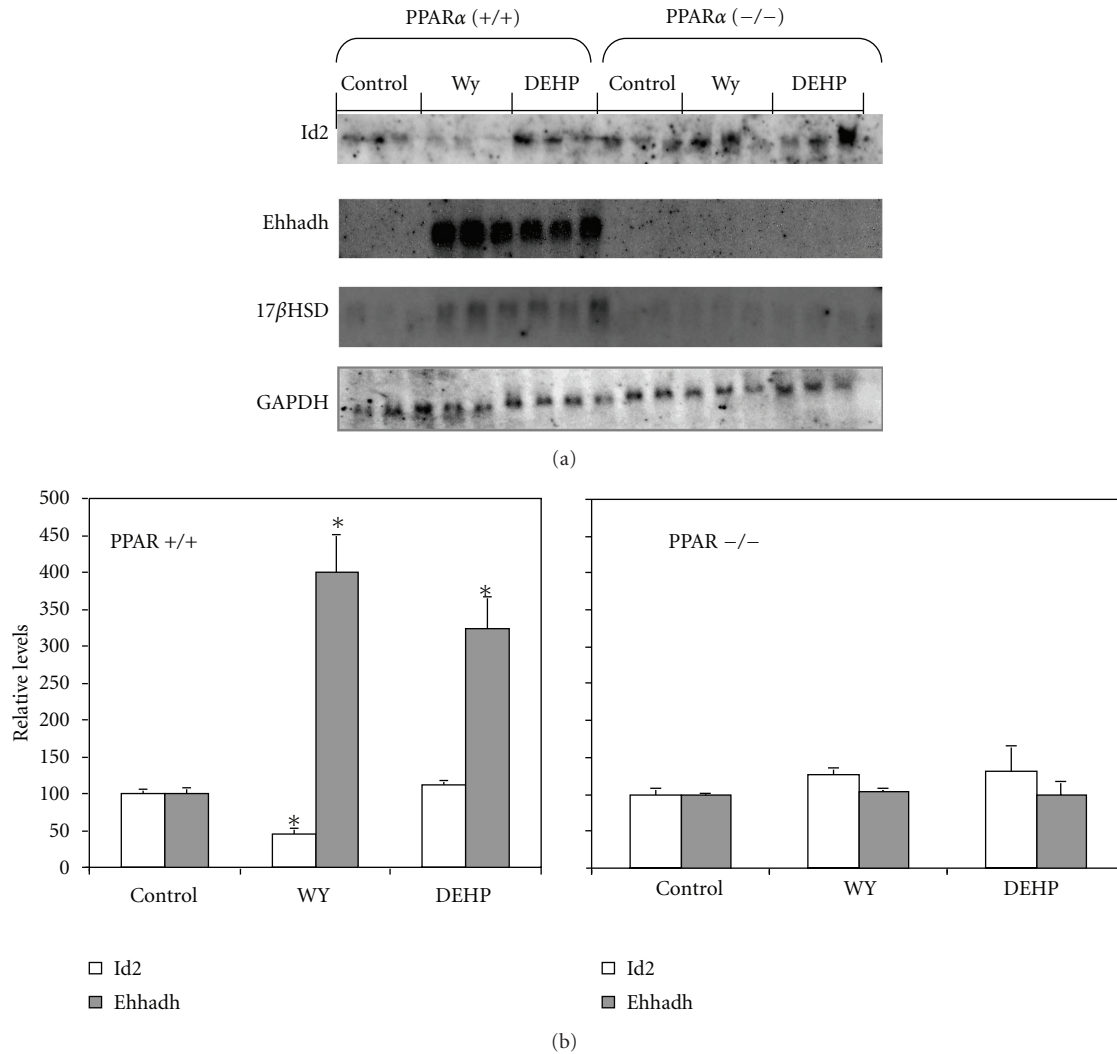 PPARα (+/+) PPARα (−/−)
Control Wy DEHP Control Wy DEHP
Id2
Ehhadh
17βHSD
GAPDH
(a)
500
450
400
350
300
250
200
150
100
50
0
Relative levels
PPAR +/+
*
*
*
Control WY DEHP
Id2
Ehhadh
PPAR −/−
Control WY DEHP
Id2
Ehhadh
(b)